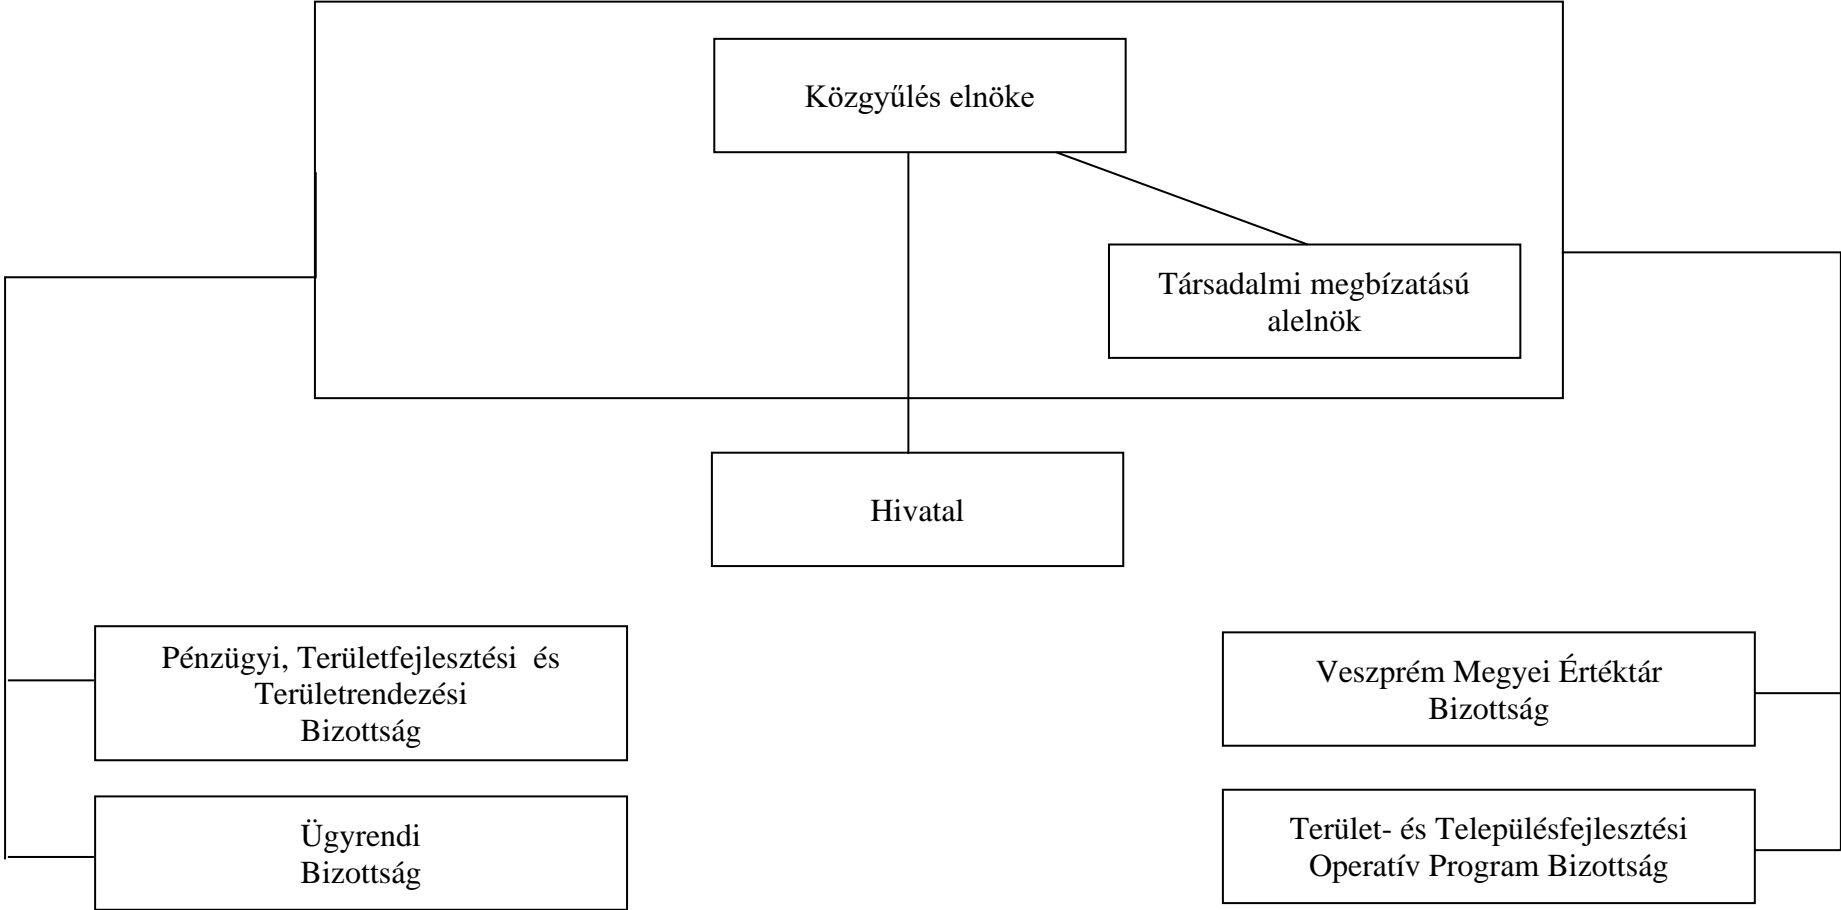 Közgyűlés elnöke
Társadalmi megbízatású
alelnök
Hivatal
Pénzügyi, Területfejlesztési  és
Területrendezési
Bizottság
Ügyrendi
Bizottság
Veszprém Megyei Értéktár
Bizottság
Terület- és Településfejlesztési
Operatív Program Bizottság